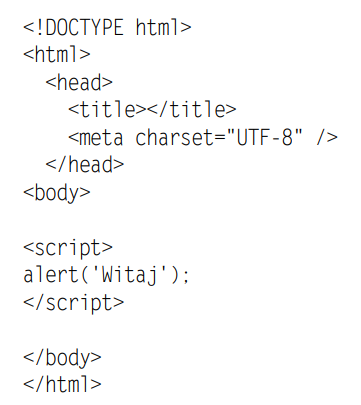 <!DOCTYPE html>
<html>
<head>
<title></title>
<meta charset="UTF-8" />
</head>
<body>
<script>
alert('Witaj');
</script>
</body>
</html>